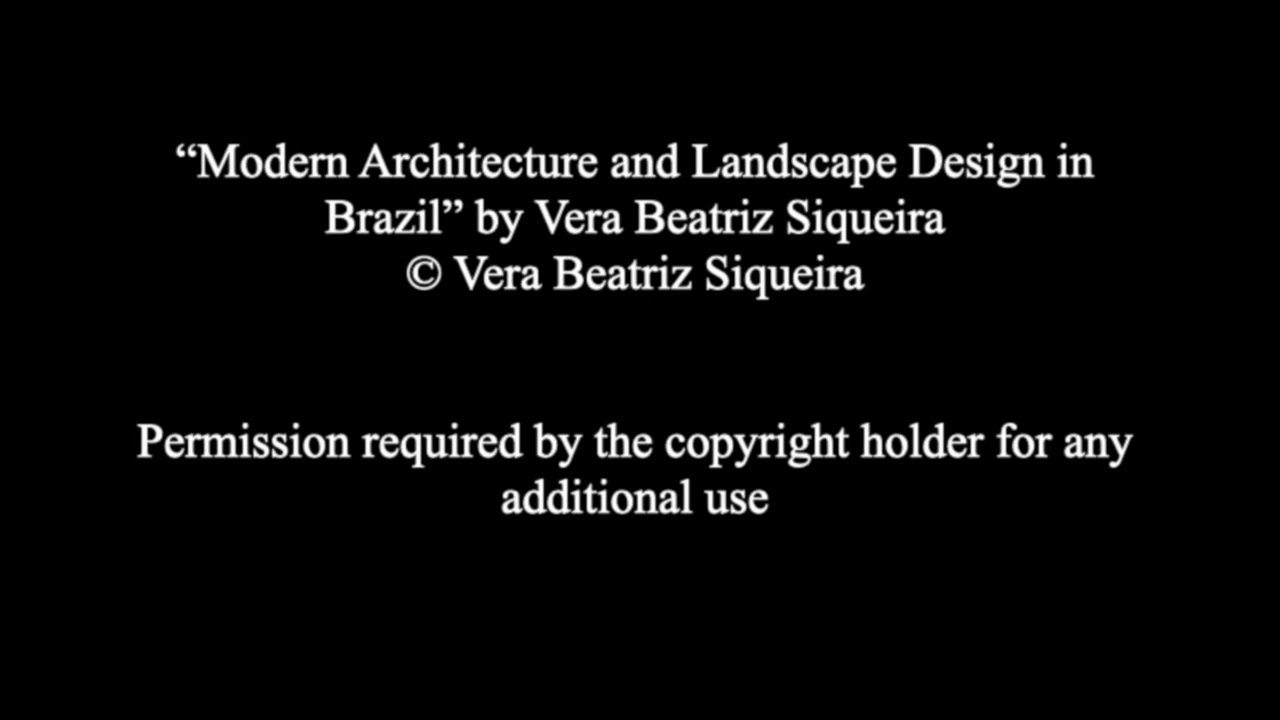 “Modern Architecture and Landscape Design in
Brazil” by Vera Beatriz Siqueira
© Vera Beatriz Siqueira
Permission required by the copyright holder for any
additional use